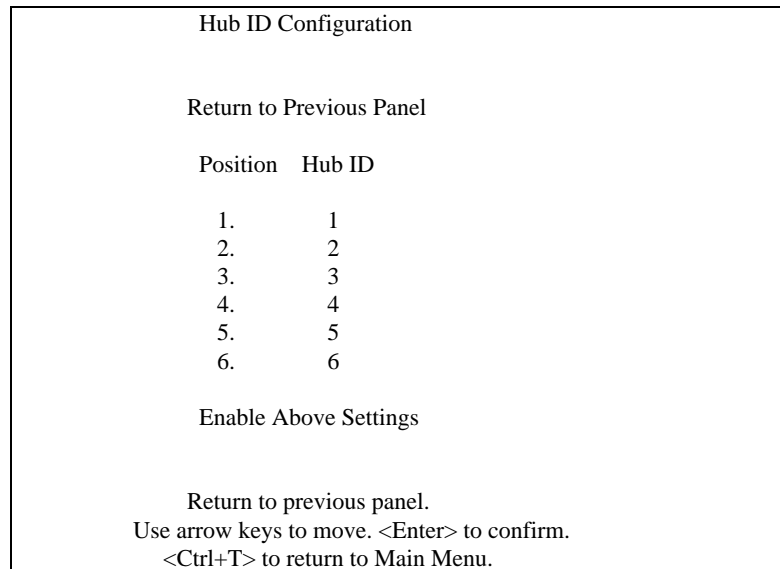 Hub ID Configuration
Return to Previous Panel
Position Hub ID
1. 1
2. 2
3. 3
4. 4
5. 5
6. 6
Enable Above Settings
Return to previous panel.
Use arrow keys to move. <Enter> to confirm.
<Ctrl+T> to return to Main Menu.